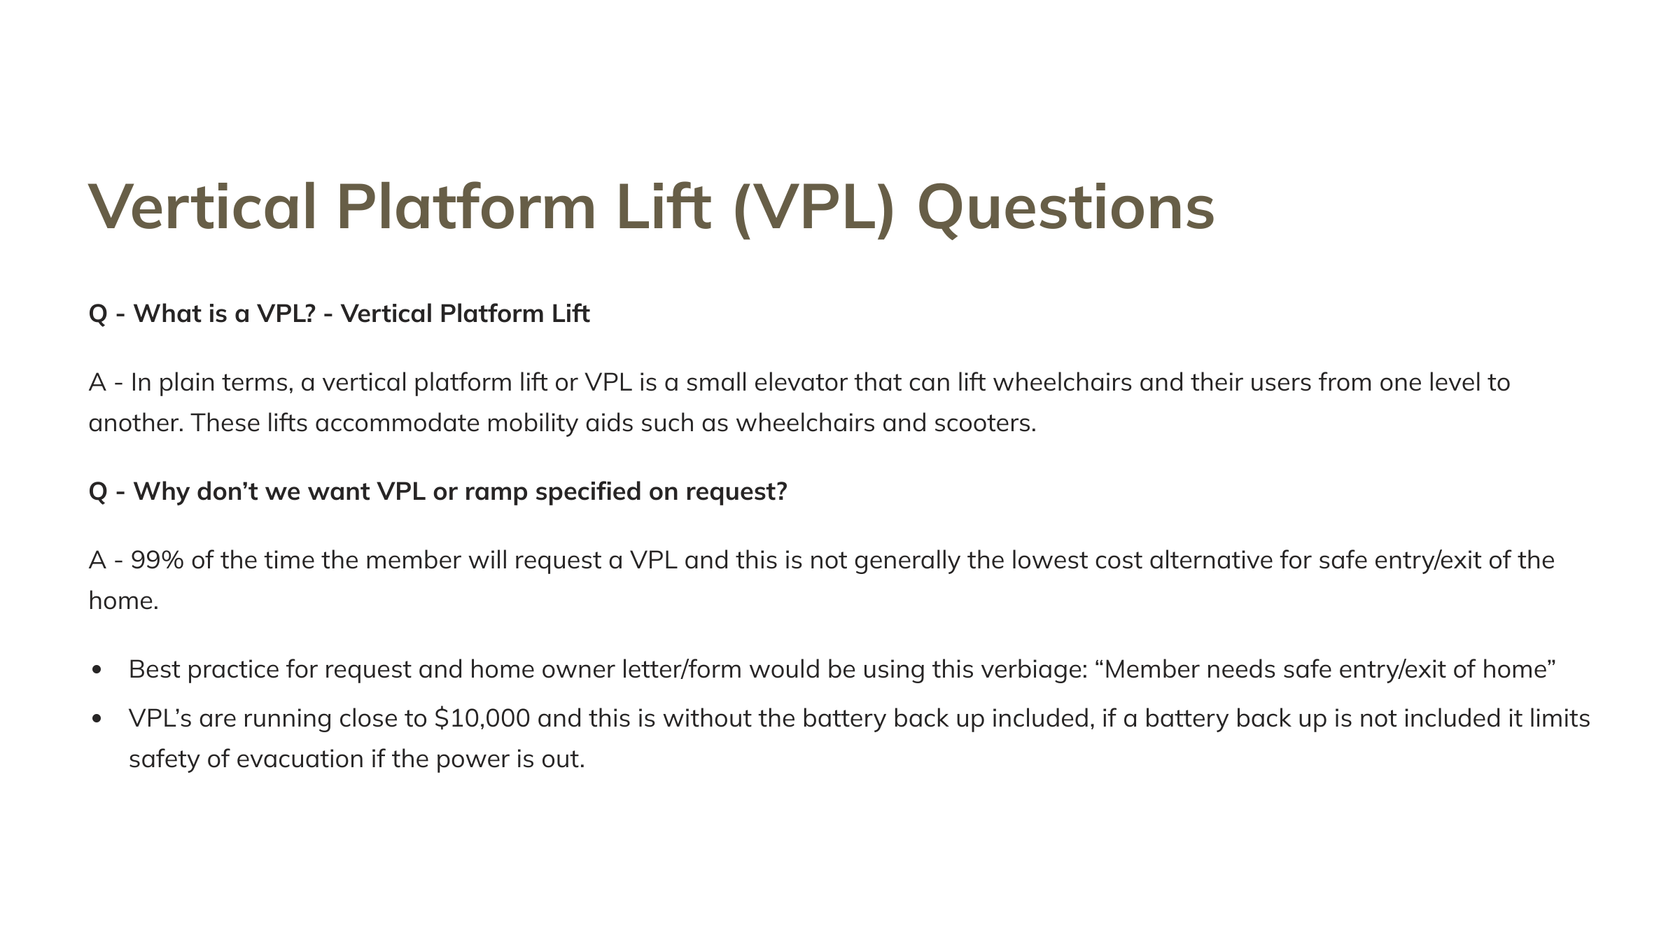 Vertical Platform Lift (VPL) Questions
Q - What is a VPL? - Vertical Platform Lift
A - In plain terms, a vertical platform lift or VPL is a small elevator that can lift wheelchairs and their users from one level to
another. These lifts accommodate mobility aids such as wheelchairs and scooters.
Q - Why don’t we want VPL or ramp specified on request?
A - 99% of the time the member will request a VPL and this is not generally the lowest cost alternative for safe entry/exit of the
home.
• Best practice for request and home owner letter/form would be using this verbiage: “Member needs safe entry/exit of home”
• VPL’s are running close to $10,000 and this is without the battery back up included, if a battery back up is not included it limits
safety of evacuation if the power is out.